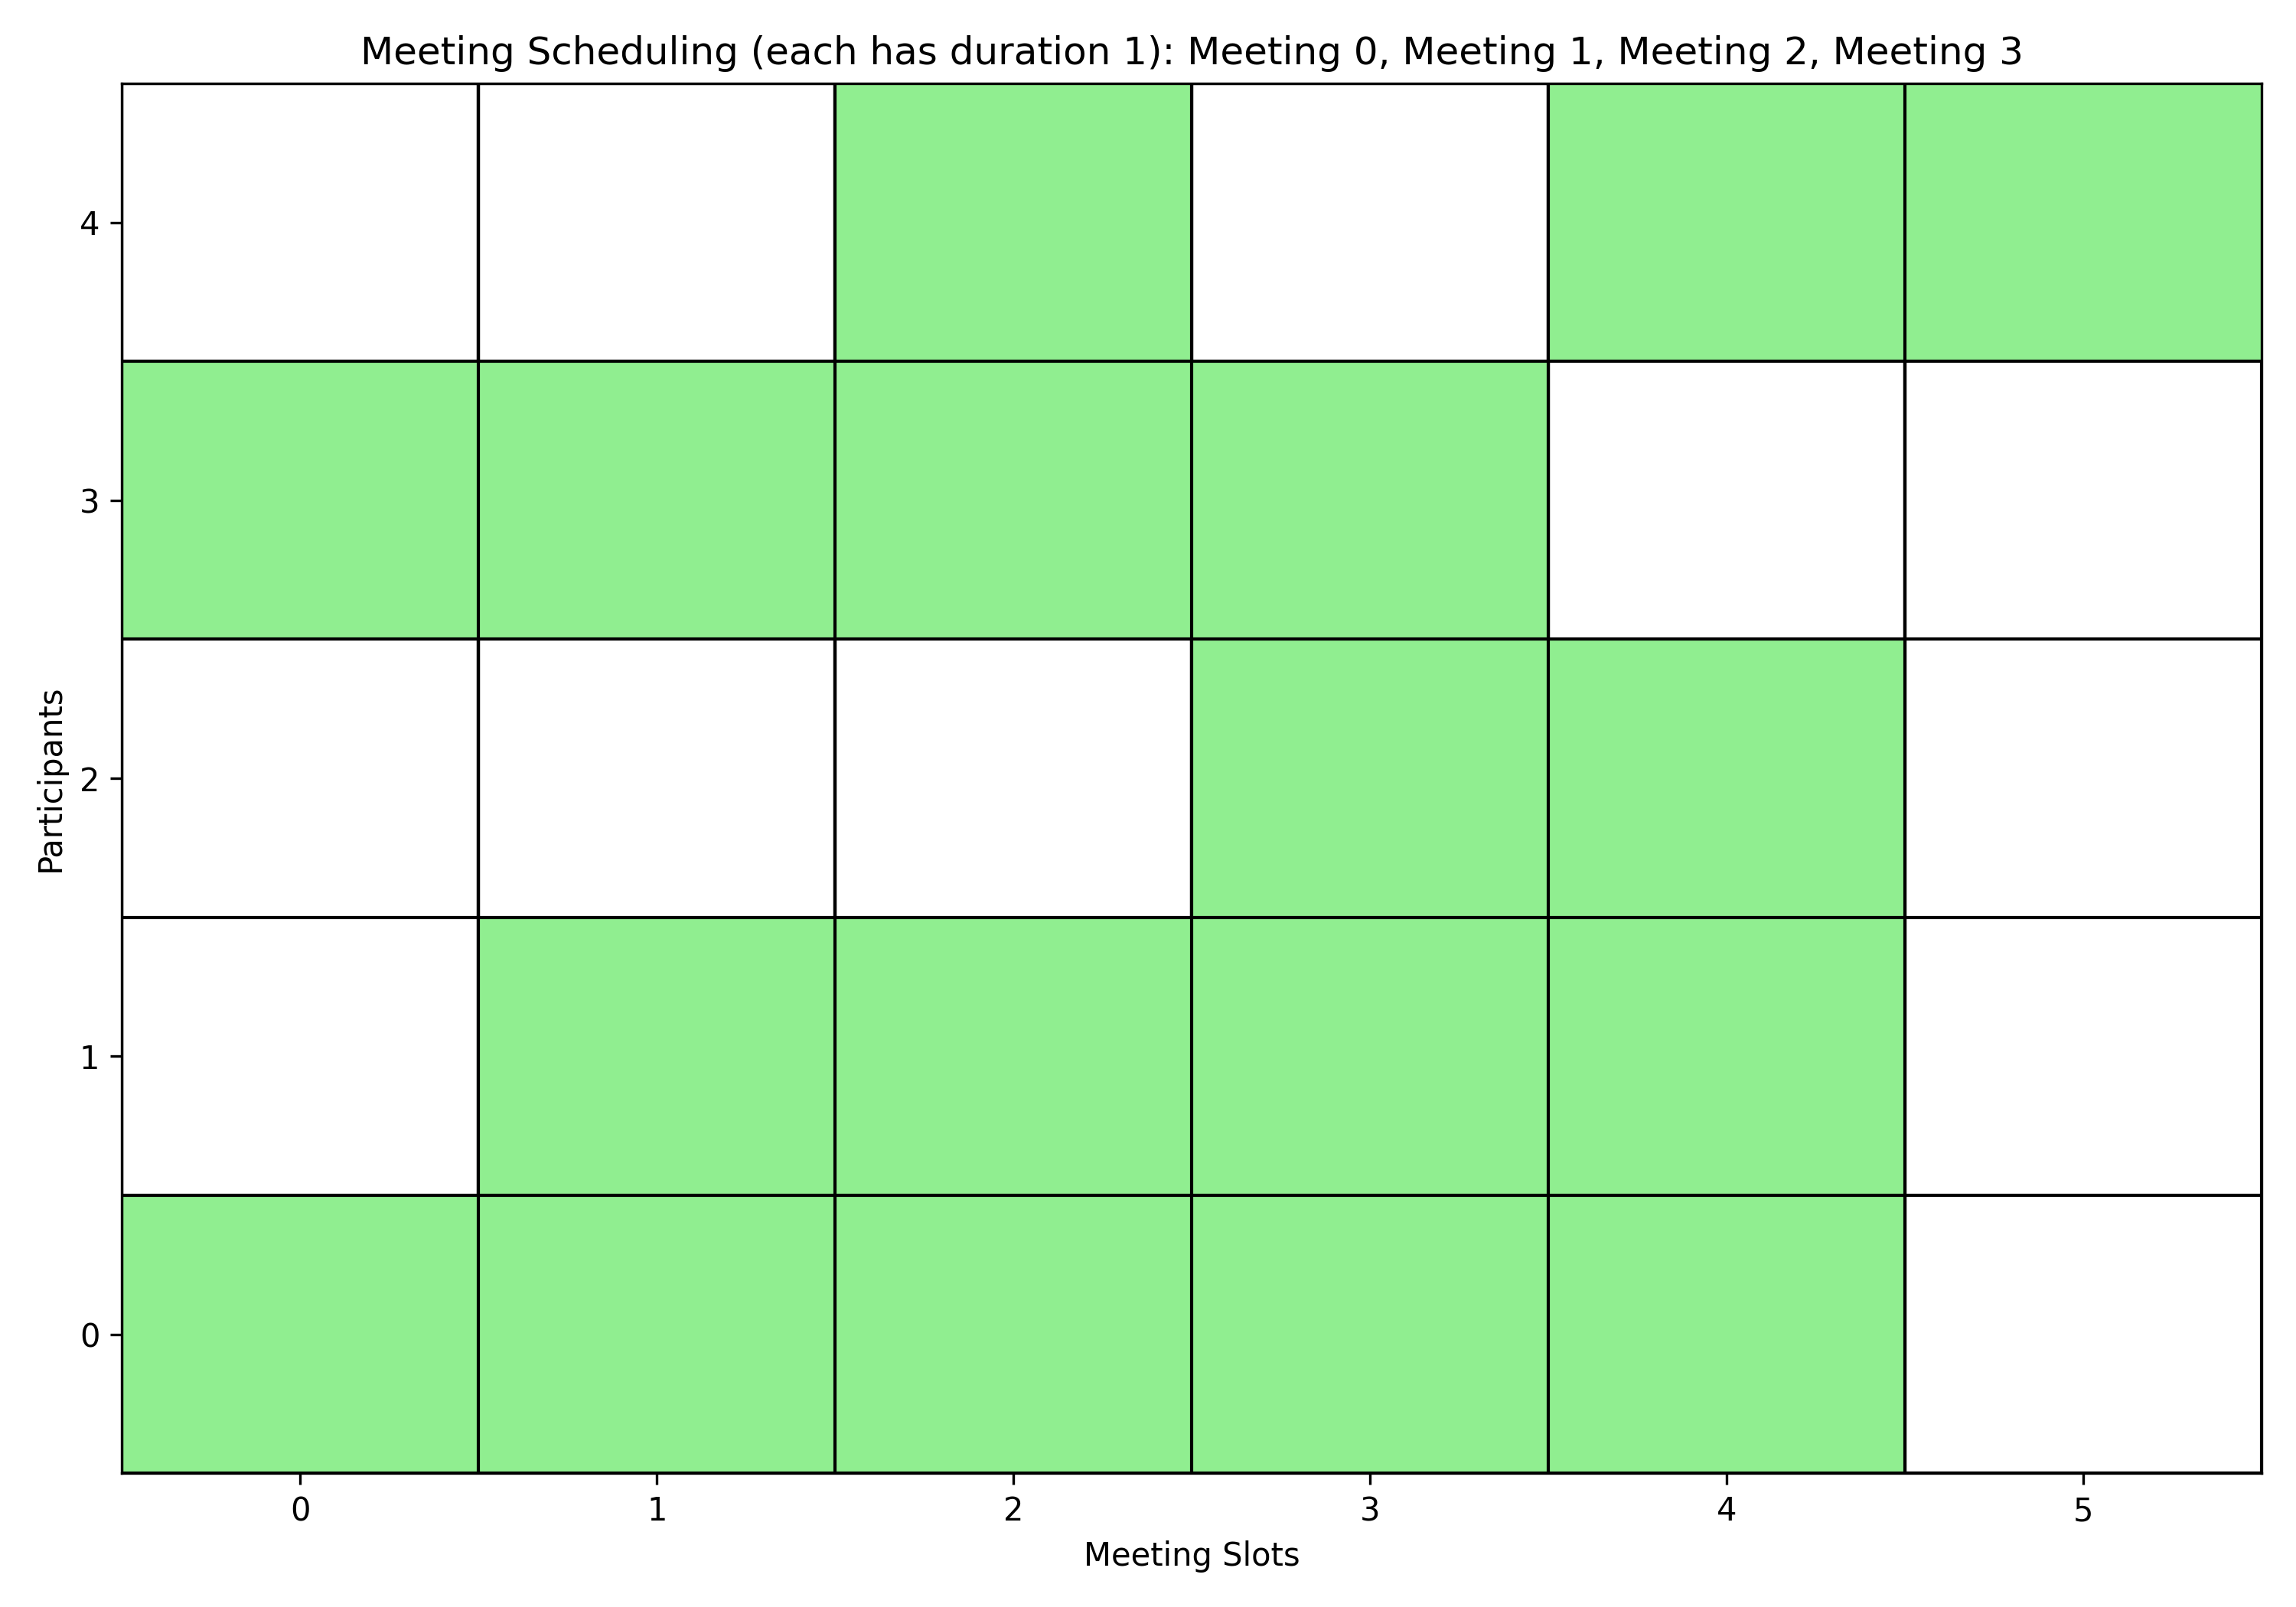 Meeting Scheduling (each has duration 1): Meeting 0, Meeting 1, Meeting 2, Meeting 3
Participants
4
3
2
1
0
0 1 2 3 4 5
Meeting Slots